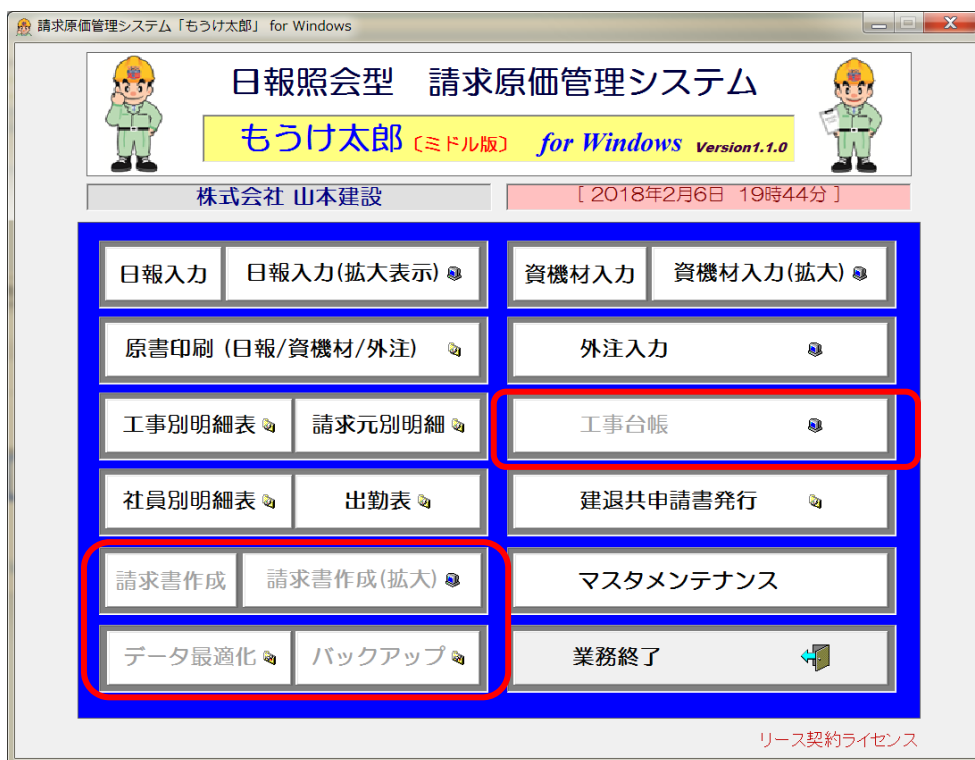 請求原価管理システム「もうけ太郎」 for Windows
日報照会型 請求原価管理システム
もうけ太郎〔ミドル版〕 for Windows Version1.1.0
株式会社 山本建設
[ 2018年2月6日 19時44分 ]
日報入力 日報入力(拡大表示)
資機材入力 資機材入力(拡大)
原書印刷 (日報/資機材/外注)
外注入力
工事別明細表 請求元別明細
工事台帳
社員別明細表 出勤表
建退共申請書発行
請求書作成 請求書作成(拡大)
マスタメンテナンス
データ最適化 バックアップ
業務終了
リース契約ライセンス